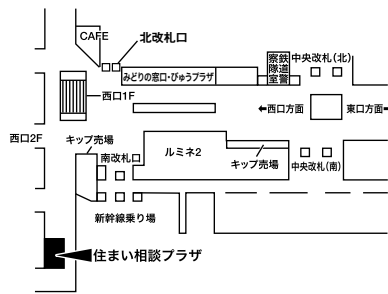 CAFE
北改札口
みどりの窓口・びゅうプラザ
鉄道警
察隊室
中央改札(北)
西口1F
西口方面
東口方面
西口2F
キップ売場
南改札口
ルミネ2
キップ売場
中央改札(南)
新幹線乗り場
住まい相談プラザ